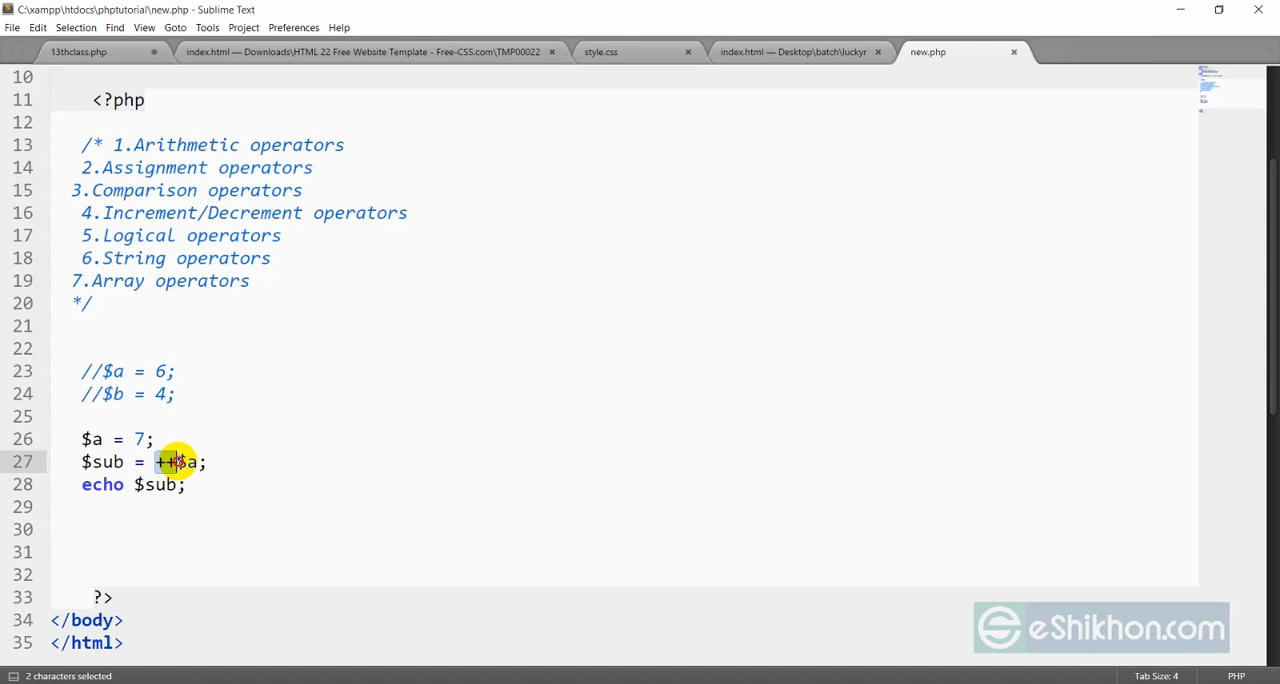 C:\xampp\htdocs\phptutorial\new.php - Sublime Text
File Edit Selection Find View Goto Tools Project Preferences Help
13thclass.php index.html — Downloads\HTML 22 Free Website Template - Free-CSS.com\TMP00022 style.css index.html — Desktop\batch\luckyr new.php
10
11 <?php
12
13 /* 1.Arithmetic operators
14 2.Assignment operators
15 3.Comparison operators
16 4.Increment/Decrement operators
17 5.Logical operators
18 6.String operators
19 7.Array operators
20 */
21
22
23 //$a = 6;
24 //$b = 4;
25
26 $a = 7;
27 $sub = ++$a;
28 echo $sub;
29
30
31
32
33 ?>
34 </body>
35 </html>
eShikhon.com
2 characters selected Tab Size: 4 PHP